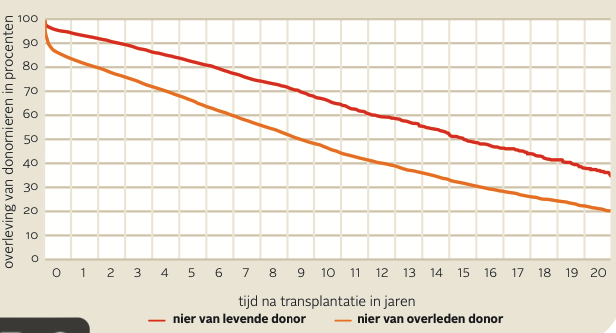 overleving van donornieren in procenten
100
90
80
70
60
50
40
30
20
10
0
0 1 2 3 4 5 6 7 8 9 10 11 12 13 14 15 16 17 18 19 20
tijd na transplantatie in jaren
nier van levende donor nier van overleden donor